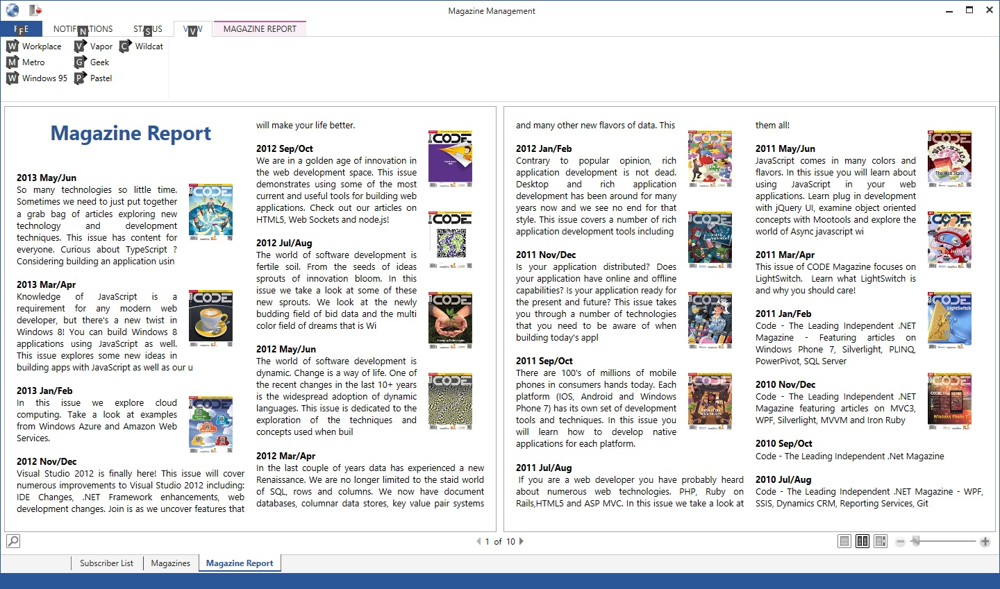 Magazine Management
F
NOTIFICATIONS
N
STATUS
S
VIEW
V
MAGAZINE REPORT
W Workplace
V Vapor
C Wildcat
M Metro
G Geek
W Windows 95
P Pastel
Magazine Report
2013 May/Jun
So many technologies so little time.
Sometimes we need to just put together
a grab bag of articles exploring new
technology and development
techniques. This issue has content for
everyone. Curious about TypeScript ?
Considering building an application usin
2013 Mar/Apr
Knowledge of JavaScript is a
requirement for any modern web
developer, but there's a new twist in
Windows 8! You can build Windows 8
applications using JavaScript as well.
This issue explores some new ideas in
building apps with JavaScript as well as our u
2013 Jan/Feb
In this issue we explore cloud
computing. Take a look at examples
from Windows Azure and Amazon Web
Services.
2012 Nov/Dec
Visual Studio 2012 is finally here! This issue will cover
numerous improvements to Visual Studio 2012 including:
IDE Changes, .NET Framework enhancements, web
development changes. Join is as we uncover features that
CODE
CODE
will make your life better.
2012 Sep/Oct
We are in a golden age of innovation in
the web development space. This issue
demonstrates using some of the most
current and useful tools for building web
applications. Check out our articles on
HTML5, Web Sockets and node.js!
2012 Jul/Aug
The world of software development is
fertile soil. From the seeds of ideas
sprouts of innovation bloom. In this
issue we take a look at some of these
new sprouts. We look at the newly
budding field of bid data and the multi
color field of dreams that is Wi
2012 May/Jun
The world of software development is
dynamic. Change is a way of life. One of
the recent changes in the last 10+ years
is the widespread adoption of dynamic
languages. This issue is dedicated to the
exploration of the techniques and
concepts used when buil
2012 Mar/Apr
In the last couple of years data has experienced a new
Renaissance. We are no longer limited to the staid world
of SQL, rows and columns. We now have document
databases, columnar data stores, key value pair systems
CODE
CODE
CODE
Emerging Technologies
CODE
and many other new flavors of data. This
2012 Jan/Feb
Contrary to popular opinion, rich
application development is not dead.
Desktop and rich application
development has been around for many
years now and we see no end for that
style. This issue covers a number of rich
application development tools including
2011 Nov/Dec
Is your application distributed? Does
your application have online and offline
capabilities? Is your application ready for
the present and future? This issue takes
you through a number of technologies
that you need to be aware of when
building today's appl
2011 Sep/Oct
There are 100's of millions of mobile
phones in consumers hands today. Each
platform (IOS, Android and Windows
Phone 7) has its own set of development
tools and techniques. In this issue you
will learn how to develop native
applications for each platform.
2011 Jul/Aug
If you are a web developer you have probably heard
about numerous web technologies. PHP, Ruby on
Rails,HTML5 and ASP MVC. In this issue we take a look at
CODE
CODE
CODE
CODE
them all!
2011 May/Jun
JavaScript comes in many colors and
flavors. In this issue you will learn about
using JavaScript in your web
applications. Learn plug in development
with jQuery UI, examine object oriented
concepts with Mootools and explore the
world of Async javascript wi
2011 Mar/Apr
This issue of CODE Magazine focuses on
LightSwitch. Learn what LightSwitch is
and why you should care!
2011 Jan/Feb
Code - The Leading Independent .NET
Magazine - Featuring articles on
Windows Phone 7, Silverlight, PLINQ,
PowerPivot, SQL Server
2010 Nov/Dec
Code - The Leading Independent .NET
Magazine featuring articles on MVC3,
WPF, Silverlight, MVVM and Iron Ruby
2010 Sep/Oct
Code - The Leading Independent .Net Magazine
2010 Jul/Aug
Code - The Leading Independent .NET Magazine - WPF,
SSIS, Dynamics CRM, Reporting Services, Git
CODE
The Web Stack
CODE
JavaScript
CODE
LightSwitch
CODE
Windows Phone 7
1 of 10
Subscriber List
Magazines
Magazine Report